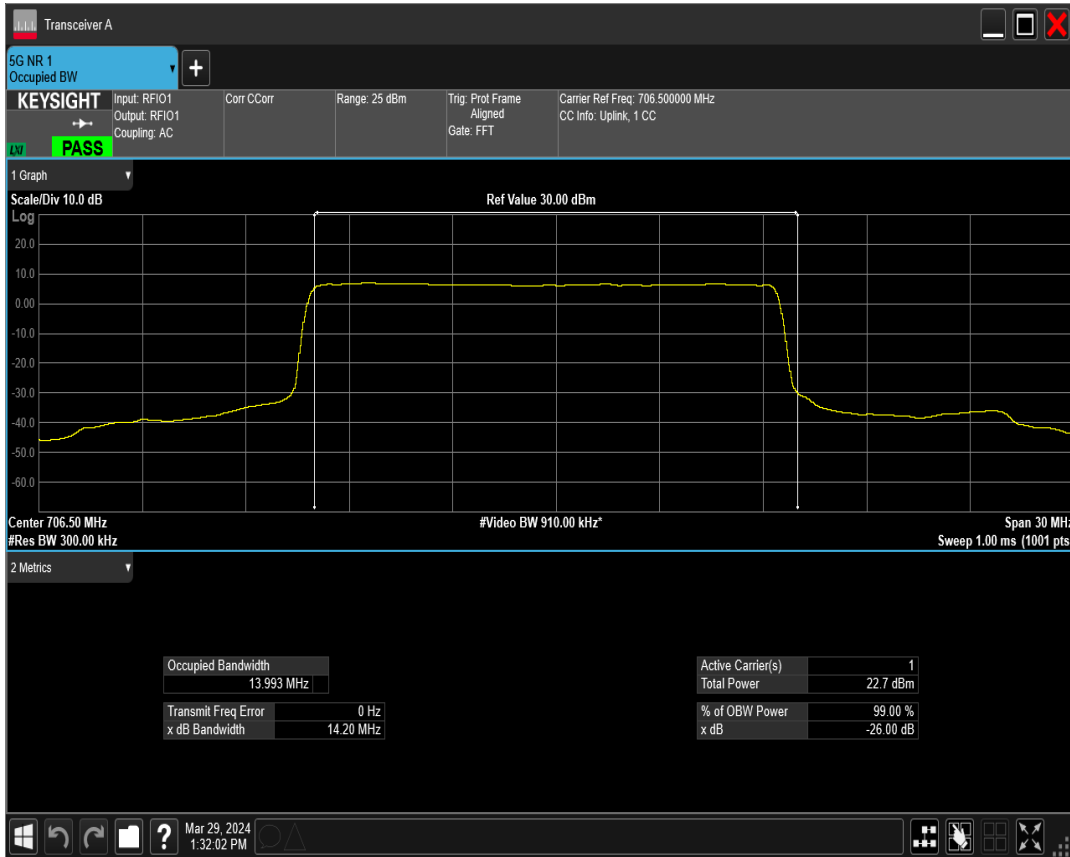 Transceiver A
5G NR 1
Occupied BW
KEYSIGHT
LXI
PASS
Input: RFIO1
Output: RFIO1
Coupling: AC
Corr CCorr
Range: 25 dBm
Trig: Prot Frame
Aligned
Gate: FFT
Carrier Ref Freq: 706.500000 MHz
CC Info: Uplink, 1 CC
1 Graph
Scale/Div 10.0 dB
Ref Value 30.00 dBm
Log
20.0
10.0
0.00
-10.0
-20.0
-30.0
-40.0
-50.0
-60.0
Center 706.50 MHz
#Video BW 910.00 kHz*
Span 30 MHz
#Res BW 300.00 kHz
Sweep 1.00 ms (1001 pts
2 Metrics
Occupied Bandwidth
13.993 MHz
Transmit Freq Error 0 Hz
x dB Bandwidth 14.20 MHz
Active Carrier(s) 1
Total Power 22.7 dBm
% of OBW Power 99.00 %
x dB -26.00 dB
Mar 29, 2024
1:32:02 PM